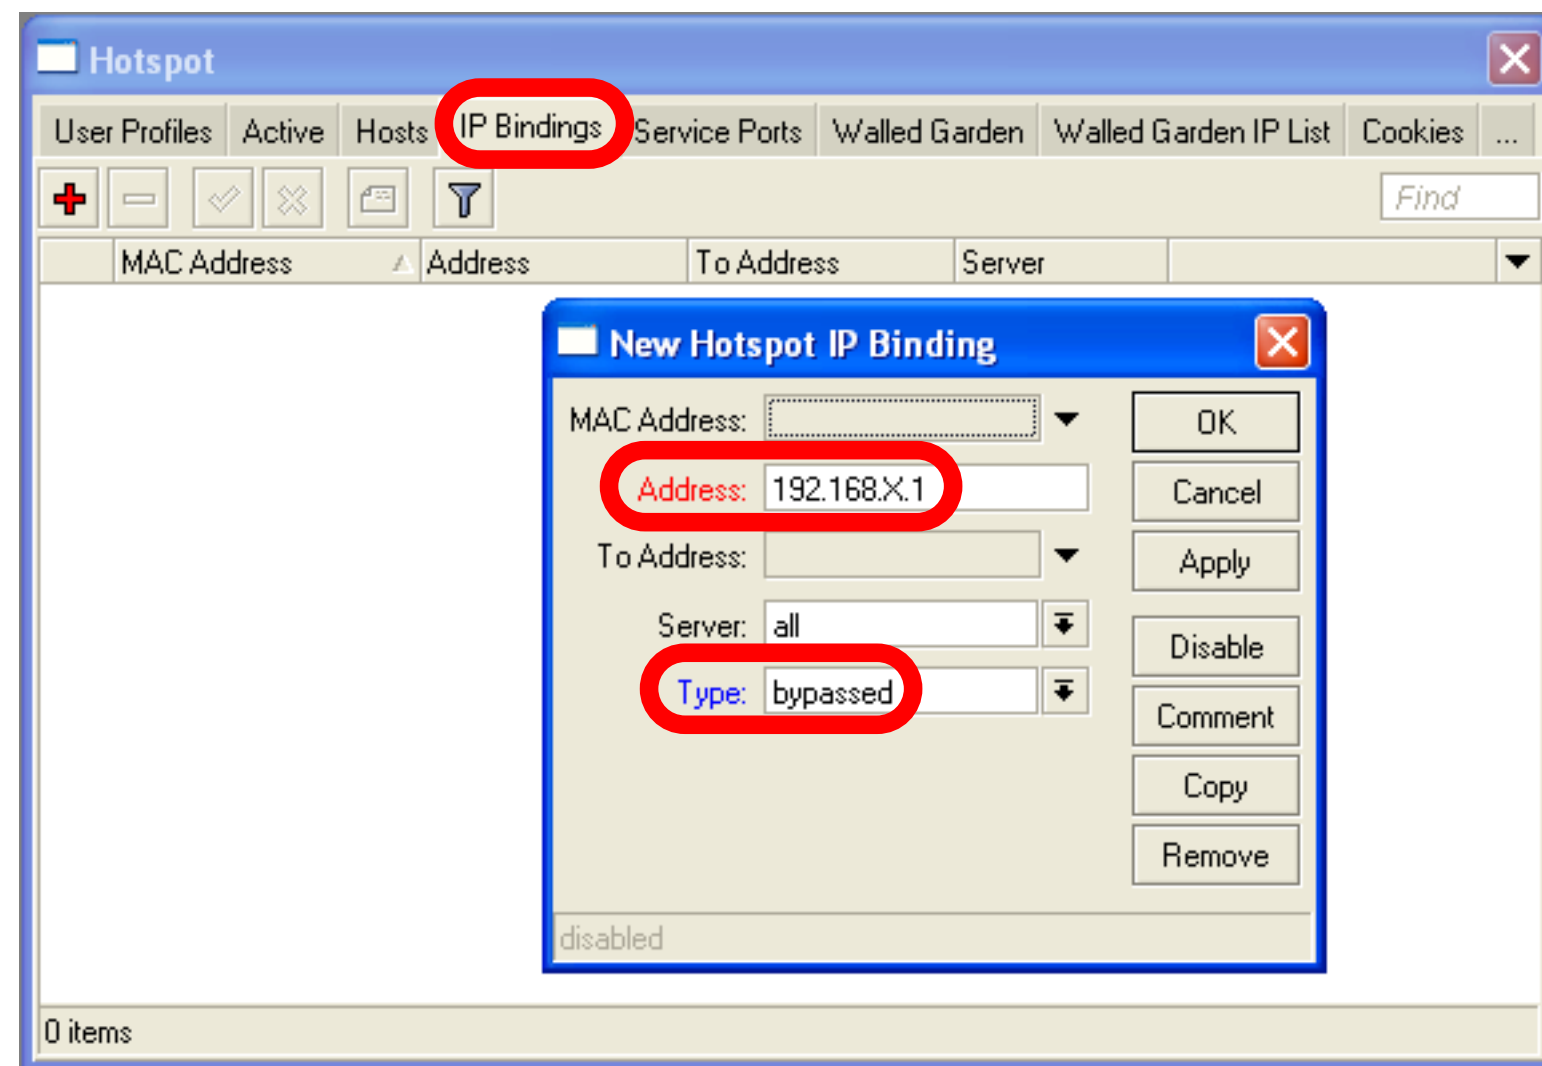 Hotspot
User Profiles Active Hosts IP Bindings Service Ports Walled Garden Walled Garden IP List Cookies ...
Find
MAC Address Address To Address Server
New Hotspot IP Binding
MAC Address: OK
Address: 192.168.X.1 Cancel
To Address: Apply
Server: all Disable
Type: bypassed Comment
Copy
Remove
disabled
0 items